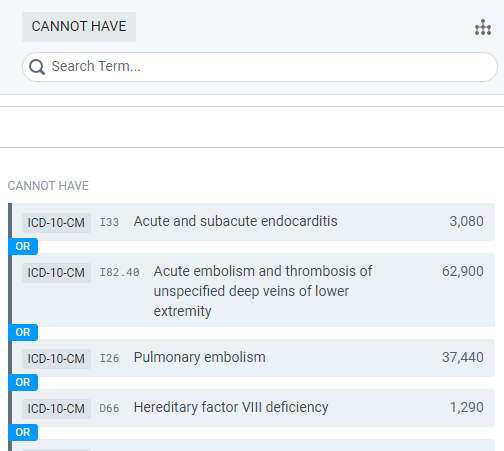 CANNOT HAVE
Search Term...
CANNOT HAVE
ICD-10-CM I33 Acute and subacute endocarditis 3,080
OR
ICD-10-CM I82.40 Acute embolism and thrombosis of 62,900
unspecified deep veins of lower
extremity
OR
ICD-10-CM I26 Pulmonary embolism 37,440
OR
ICD-10-CM D66 Hereditary factor VIII deficiency 1,290
OR